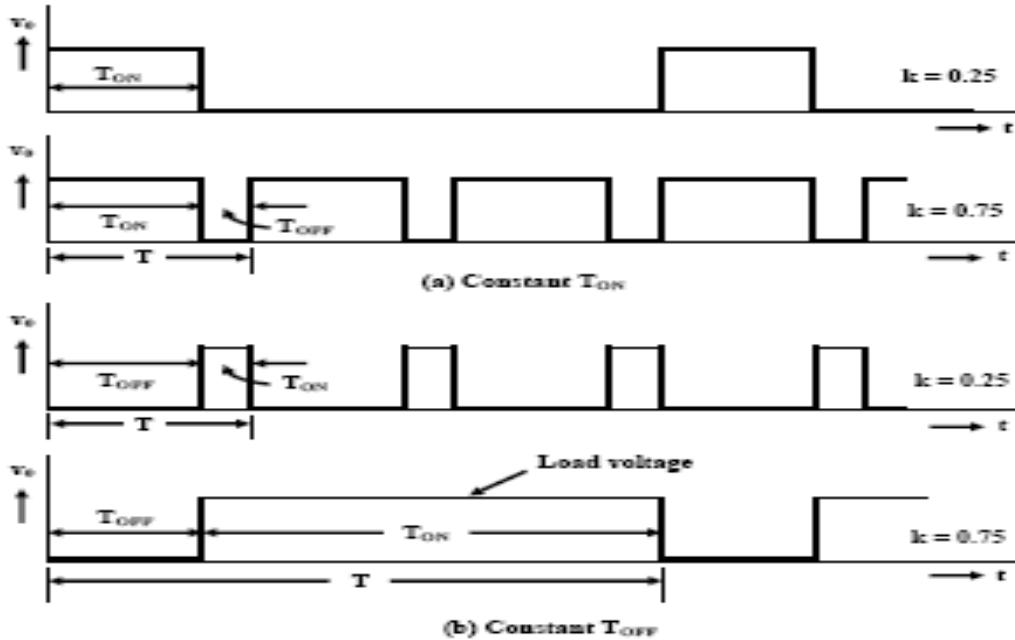 v₀
T_ON
k = 0.25
t
v₀
T_ON
T_OFF
k = 0.75
T
t
(a) Constant T_ON
v₀
T_OFF
T_ON
k = 0.25
T
t
v₀
Load voltage
T_OFF
T_ON
k = 0.75
t
T
(b) Constant T_OFF